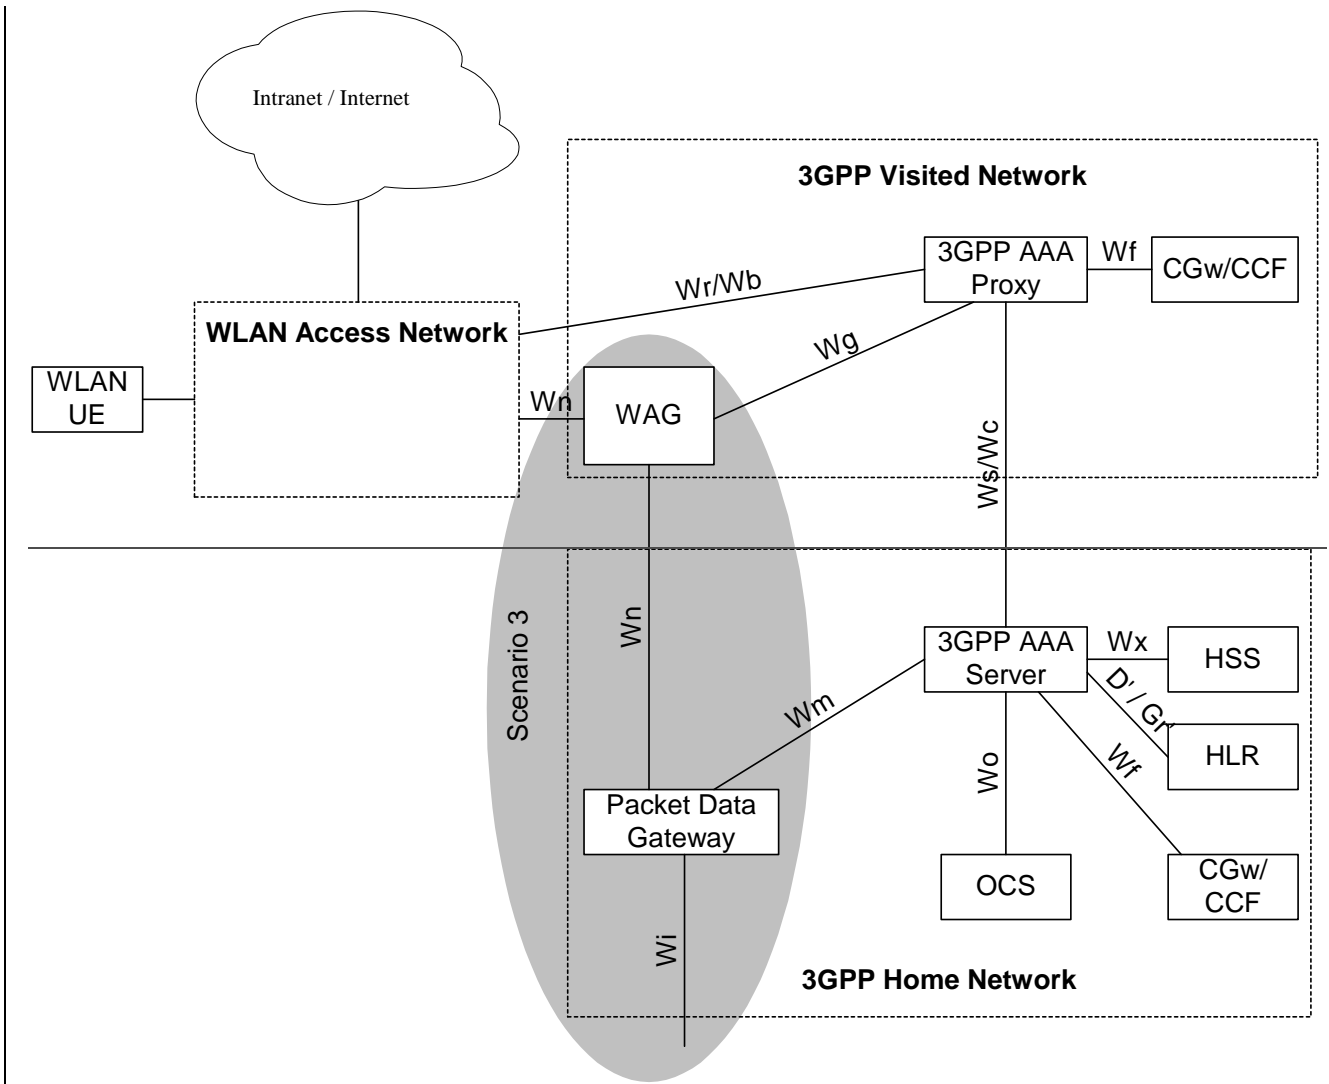 Intranet / Internet
3GPP Visited Network
3GPP AAA
Proxy
Wf
CGw/CCF
Wr/Wb
WLAN Access Network
Wg
WLAN
UE
Wn
WAG
Ws/Wc
Scenario 3
Wn
3GPP AAA
Server
Wx
HSS
D' / Gr'
Wm
HLR
Wf
Wo
Packet Data
Gateway
OCS
CGw/
CCF
Wi
3GPP Home Network